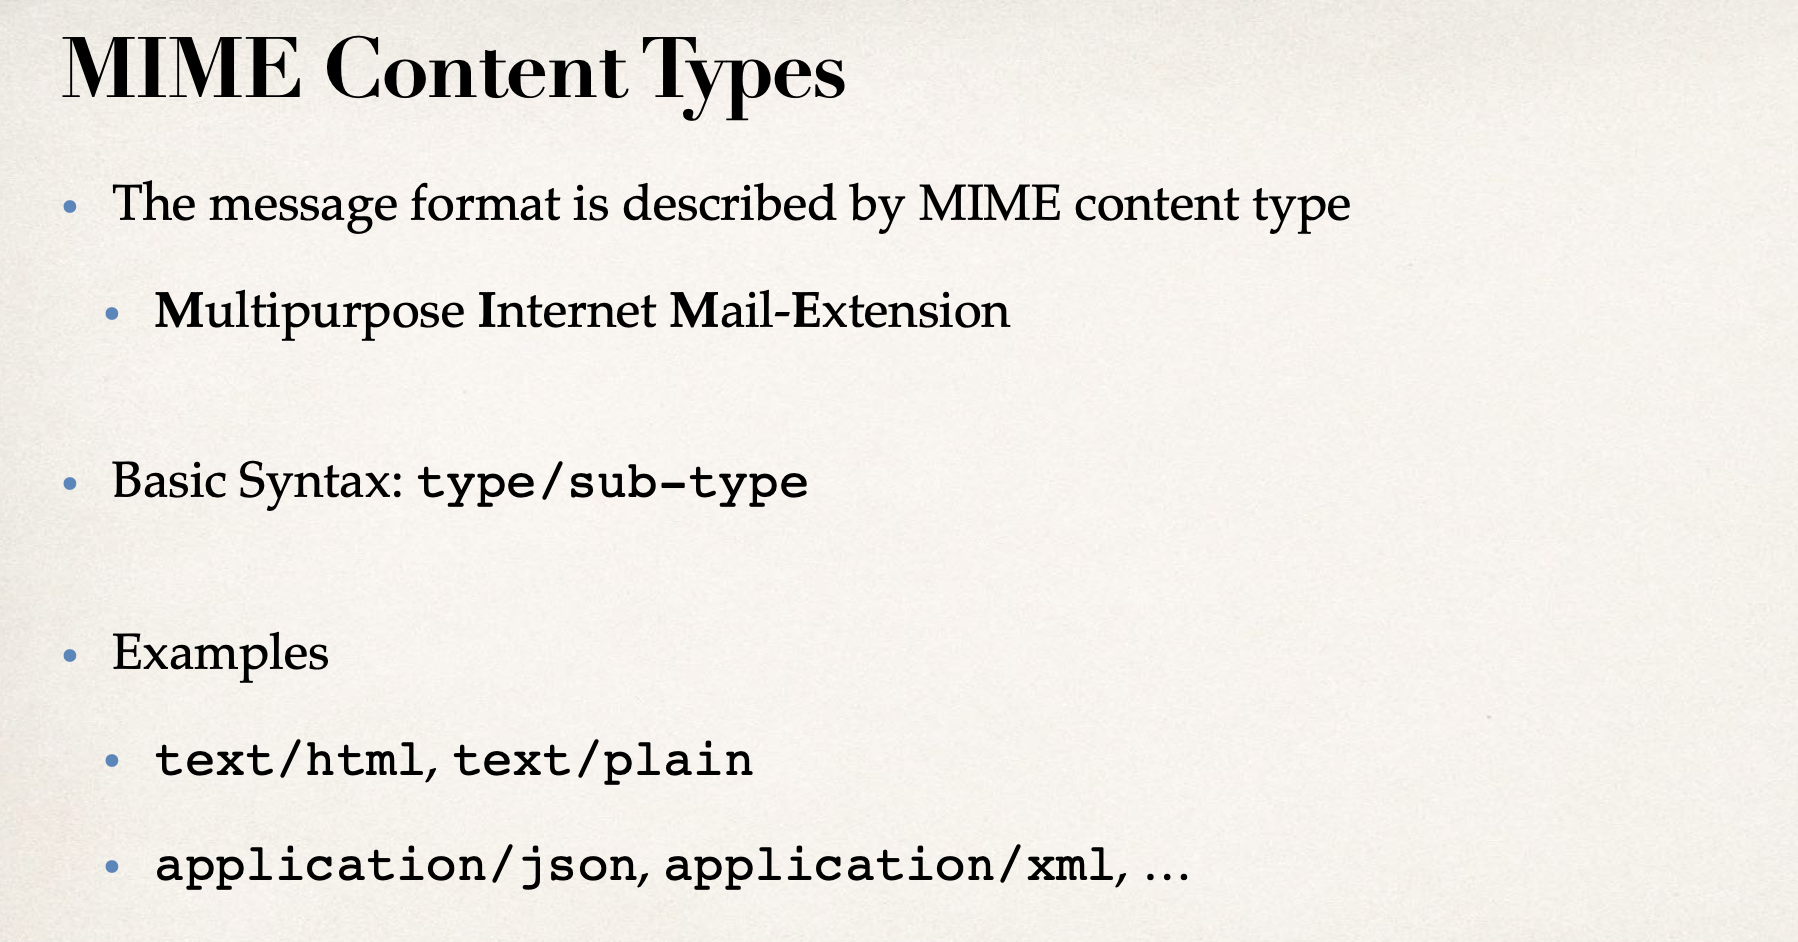 MIME Content Types
• The message format is described by MIME content type
• Multipurpose Internet Mail-Extension
• Basic Syntax: type/sub-type
• Examples
• text/html, text/plain
• application/json, application/xml, ...